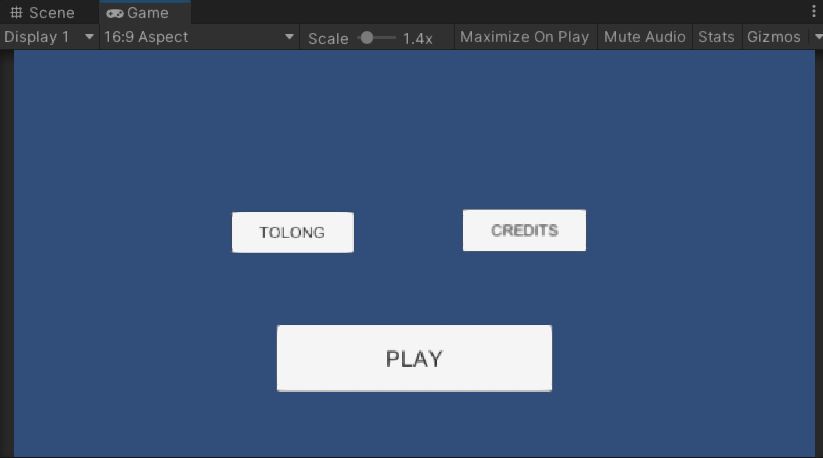 Scene Game
Display 1 16:9 Aspect Scale 1.4x Maximize On Play Mute Audio Stats Gizmos
TOLONG CREDITS
PLAY